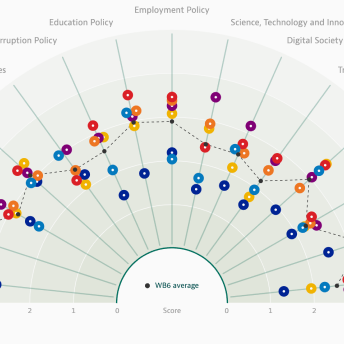 Employment Policy
Education Policy
Science, Technology and Inno
rruption Policy
Digital Society
es
Tr
WB6 average
2 1 0 Score 0 1 2